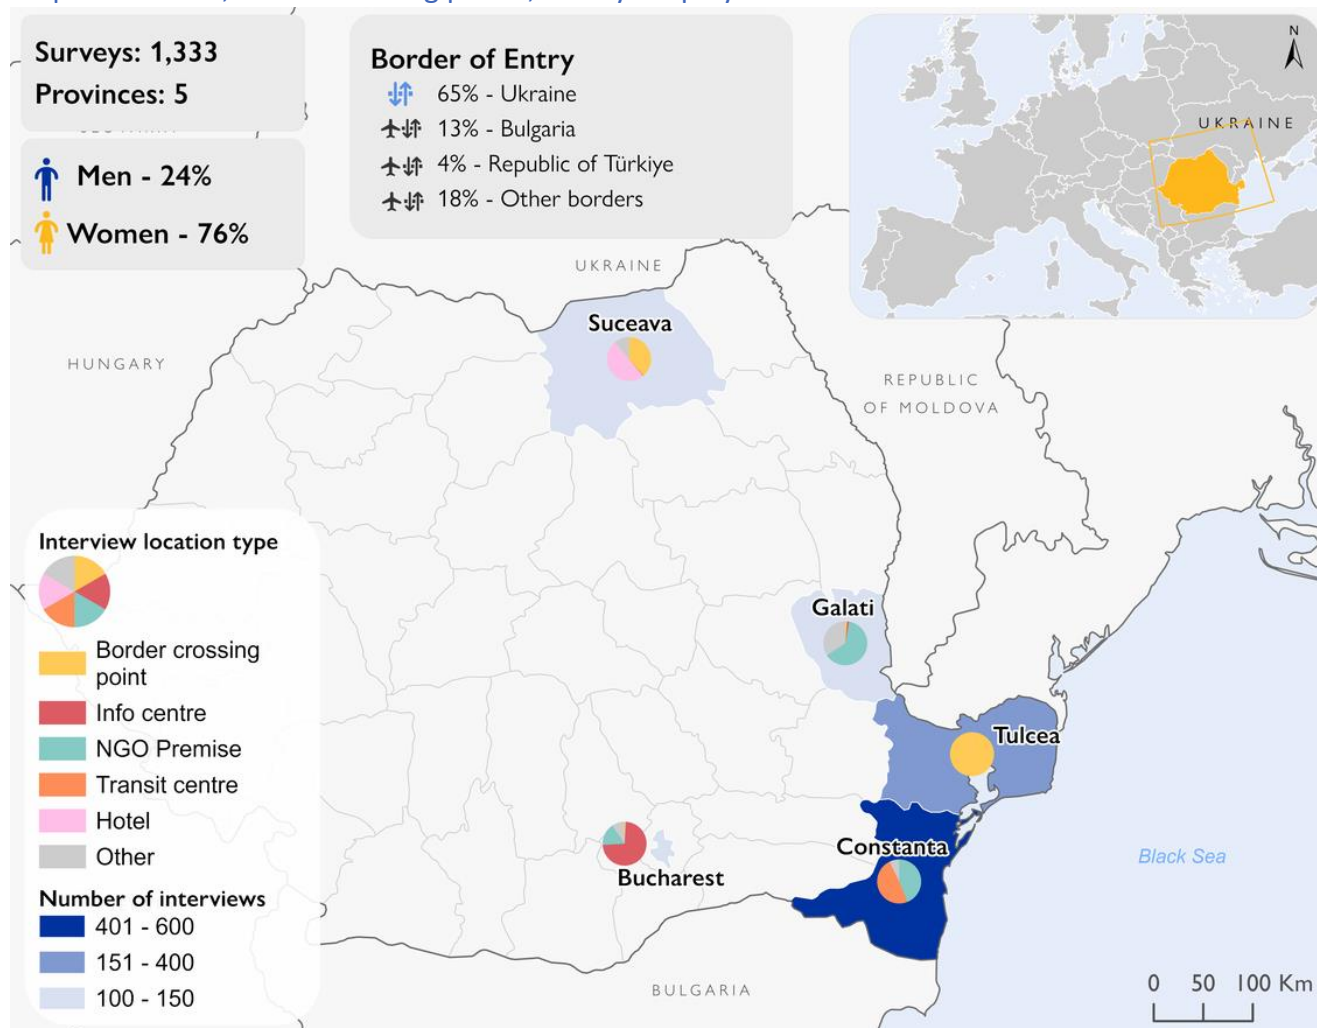 Surveys: 1,333
Provinces: 5
Men - 24%
Women - 76%
Border of Entry
65% - Ukraine
13% - Bulgaria
4% - Republic of Türkiye
18% - Other borders
N
UKRAINE
UKRAINE
Suceava
HUNGARY
REPUBLIC
OF MOLDOVA
Interview location type
Border crossing
point
Info centre
NGO Premise
Transit centre
Hotel
Other
Number of interviews
401 - 600
151 - 400
100 - 150
Galati
Tulcea
Constanta
Bucharest
Black Sea
BULGARIA
0 50 100 Km